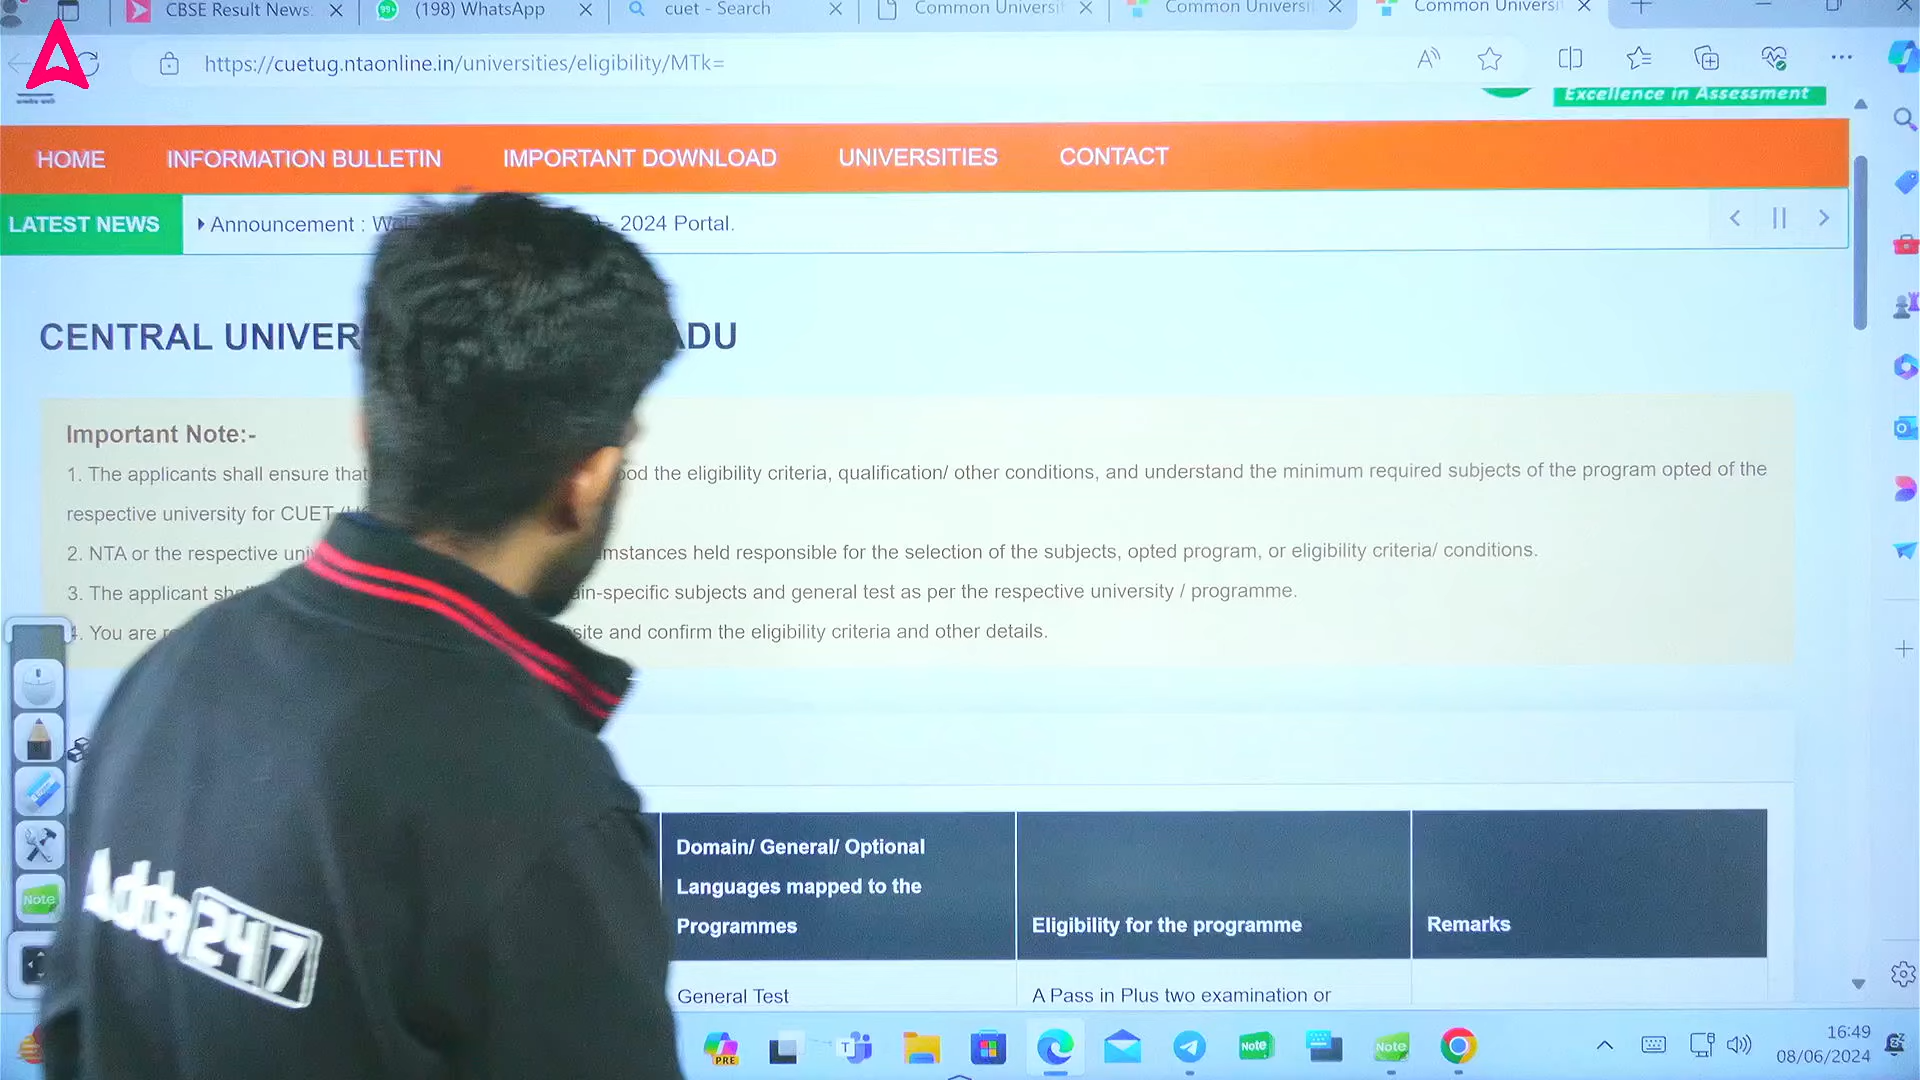 CBSE Result News
(198) WhatsApp
cuet - Search
Common Universi
Common Universi
Common Universi
https://cuetug.ntaonline.in/universities/eligibility/MTk=
Excellence in Assessment
HOME
INFORMATION BULLETIN
IMPORTANT DOWNLOAD
UNIVERSITIES
CONTACT
LATEST NEWS
Announcement : - 2024 Portal.
CENTRAL UNIVER ADU
Important Note:-
1. The applicants shall ensure that ood the eligibility criteria, qualification/ other conditions, and understand the minimum required subjects of the program opted of the
respective university for CUET
2. NTA or the respective uni mstances held responsible for the selection of the subjects, opted program, or eligibility criteria/ conditions.
3. The applicant ain-specific subjects and general test as per the respective university / programme.
4. You are site and confirm the eligibility criteria and other details.
Domain/ General/ Optional
Languages mapped to the
Programmes
Eligibility for the programme
Remarks
General Test
A Pass in Plus two examination or
Note
Adda247
PRE
Note
Note
16:49
08/06/2024